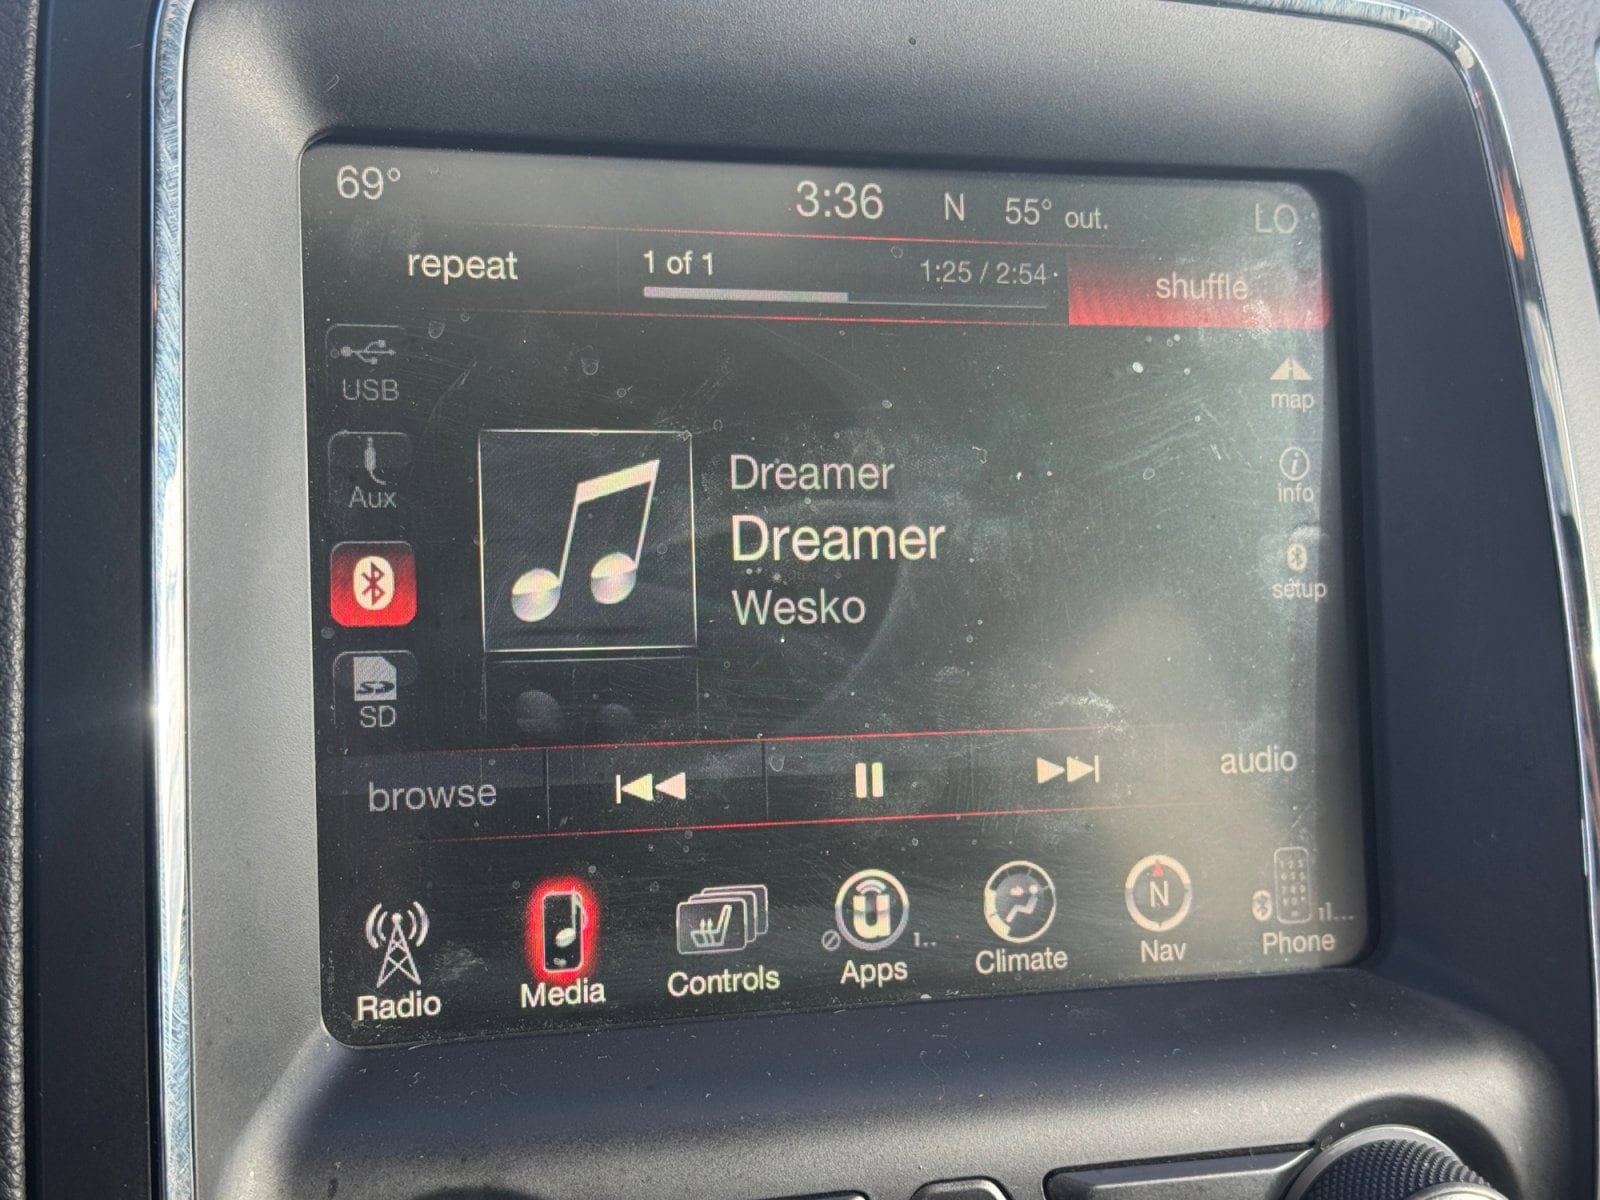 69° 3:36 N 55° out. LO
repeat 1 of 1 1:25 / 2:54 shuffle
USB
map
Aux
info
Dreamer
Dreamer
Wesko
setup
SD
browse audio
Radio Media Controls Apps Climate Nav Phone
N
1..